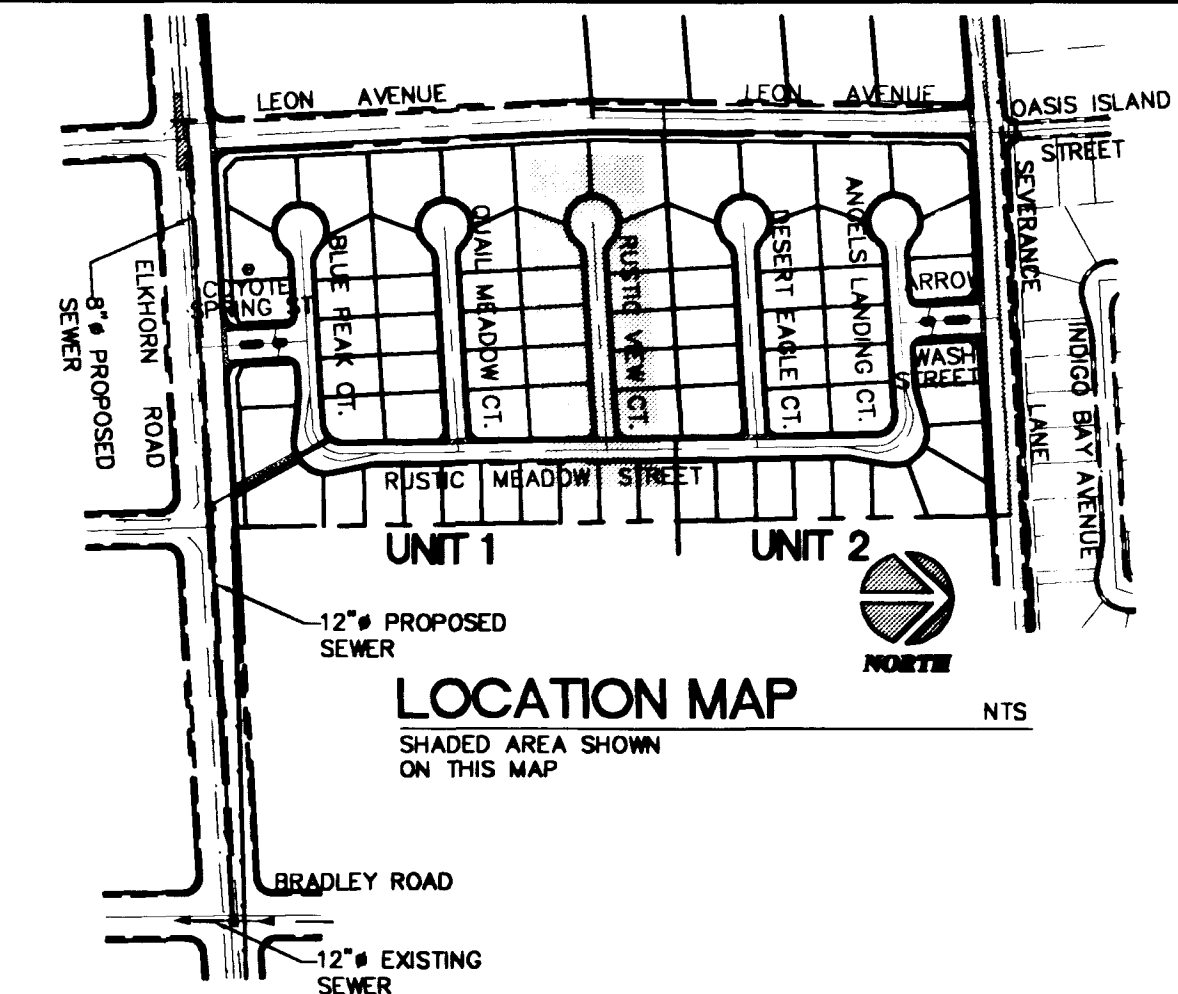 LEON AVENUE
LEON AVENUE
OASIS ISLAND
STREET
SEVERANCE
LANE
INDIGO BAY AVENUE
ELKHORN ROAD
8"ø PROPOSED
SEWER
COYOTE
SPRING ST
BLUE PEAK CT.
QUAIL MEADOW CT.
RUSTIC VIEW CT.
DESERT EAGLE CT.
ANGELS LANDING CT.
ARROW
WASH
STREET
RUSTIC MEADOW STREET
UNIT 1
UNIT 2
12"ø PROPOSED
SEWER
NORTH
LOCATION MAP
NTS
SHADED AREA SHOWN
ON THIS MAP
BRADLEY ROAD
12"ø EXISTING
SEWER